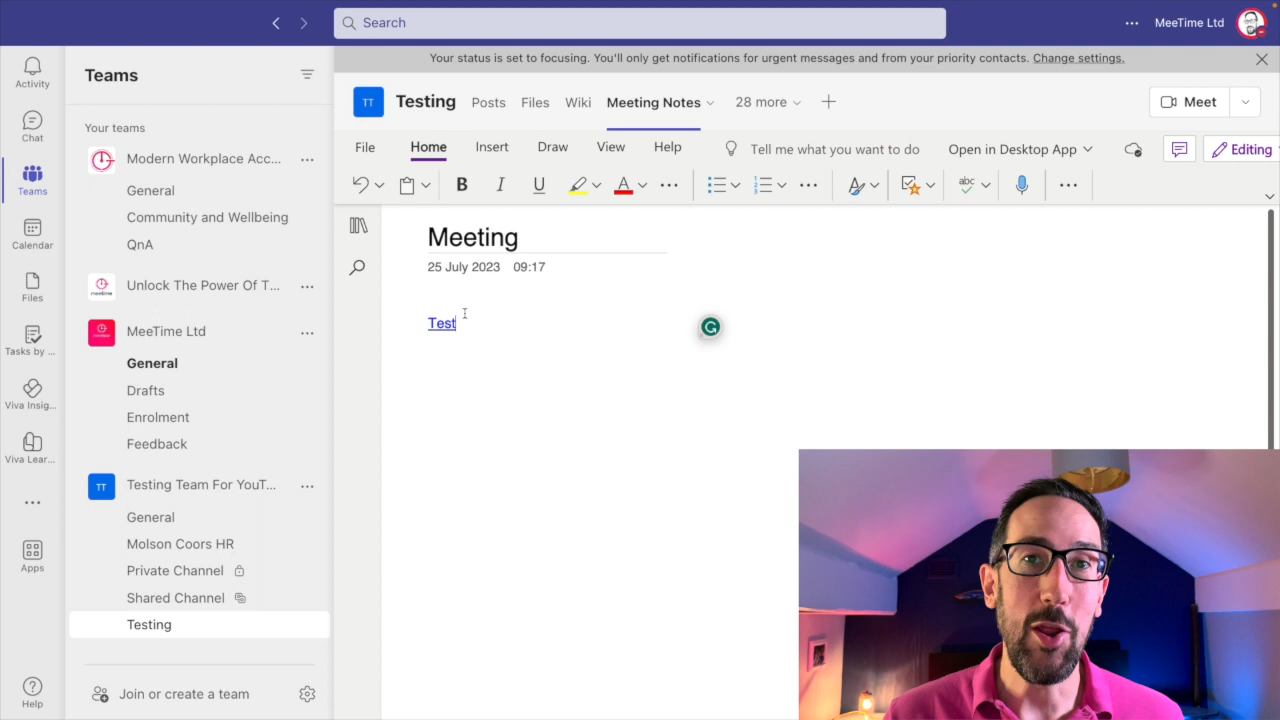 Search
MeeTime Ltd
Activity
Chat
Teams
Calendar
Files
Tasks by ...
Viva Insig...
Viva Lear...
Apps
Help
Teams
Your teams
Modern Workplace Acc...
General
Community and Wellbeing
QnA
Unlock The Power Of T...
MeeTime Ltd
General
Drafts
Enrolment
Feedback
TT
Testing Team For YouT...
General
Molson Coors HR
Private Channel
Shared Channel
Testing
Join or create a team
Your status is set to focusing. You'll only get notifications for urgent messages and from your priority contacts. Change settings.
TT
Testing Posts Files Wiki Meeting Notes 28 more
Meet
File Home Insert Draw View Help Tell me what you want to do Open in Desktop App Editing
B I U A abc
Meeting
25 July 2023 09:17
Test